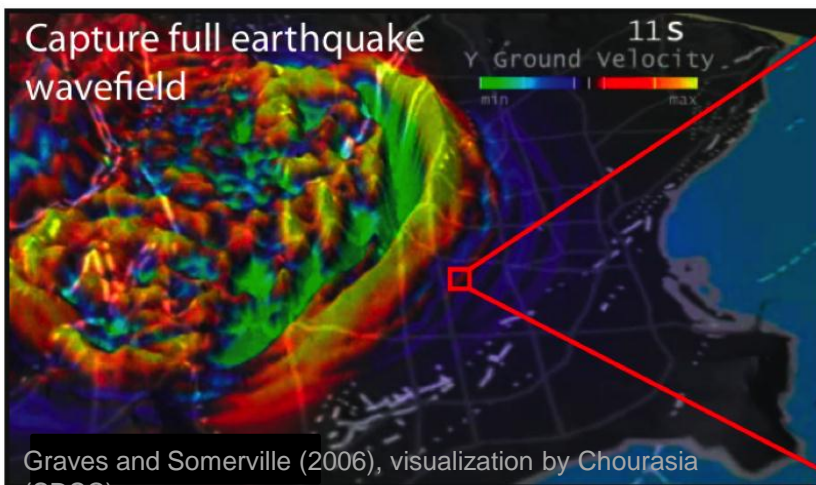 Capture full earthquake
wavefield
11 S
Y Ground Velocity
min
max
Graves and Somerville (2006), visualization by Chourasia